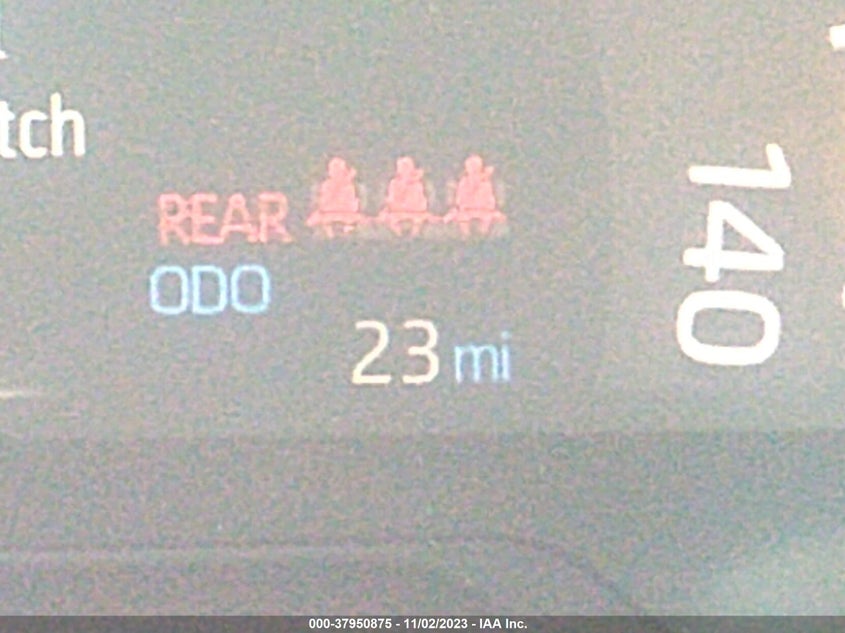 tch
REAR
ODO
23 mi
140
000-37950875 - 11/02/2023 - IAA Inc.